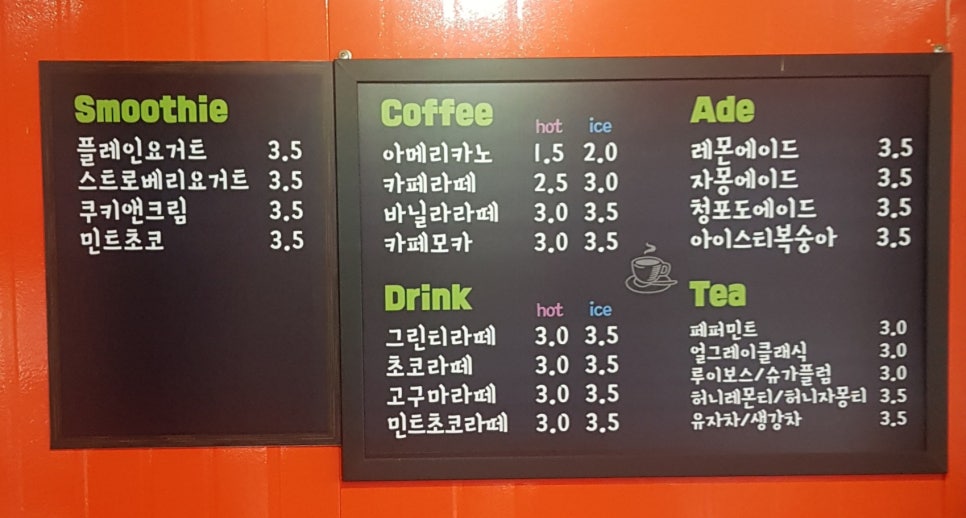 Smoothie
플레인요거트 3.5
스트로베리요거트 3.5
쿠키앤크림 3.5
민트초코 3.5
Coffee hot ice
아메리카노 1.5 2.0
카페라떼 2.5 3.0
바닐라라떼 3.0 3.5
카페모카 3.0 3.5
Drink hot ice
그린티라떼 3.0 3.5
초코라떼 3.0 3.5
고구마라떼 3.0 3.5
민트초코라떼 3.0 3.5
Ade
레몬에이드 3.5
자몽에이드 3.5
청포도에이드 3.5
아이스티복숭아 3.5
Tea
페퍼민트 3.0
얼그레이클래식 3.0
루이보스/슈가플럼 3.0
허니레몬티/허니자몽티 3.5
유자차/생강차 3.5